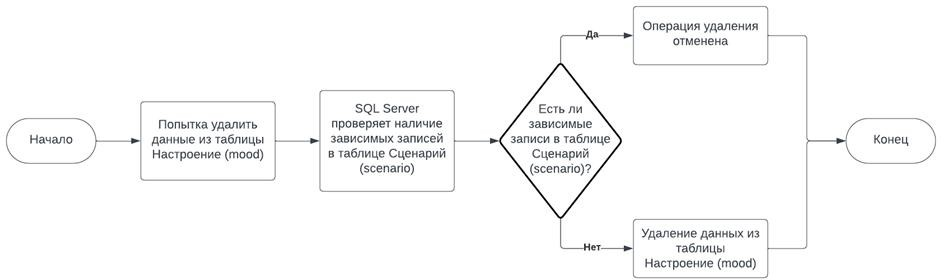 Начало
Попытка удалить
данные из таблицы
Настроение (mood)
SQL Server
проверяет наличие
зависимых записей
в таблице Сценарий
(scenario)
Есть ли
зависимые
записи в таблице
Сценарий
(scenario)?
Да
Операция удаления
отменена
Нет
Удаление данных из
таблицы
Настроение (mood)
Конец